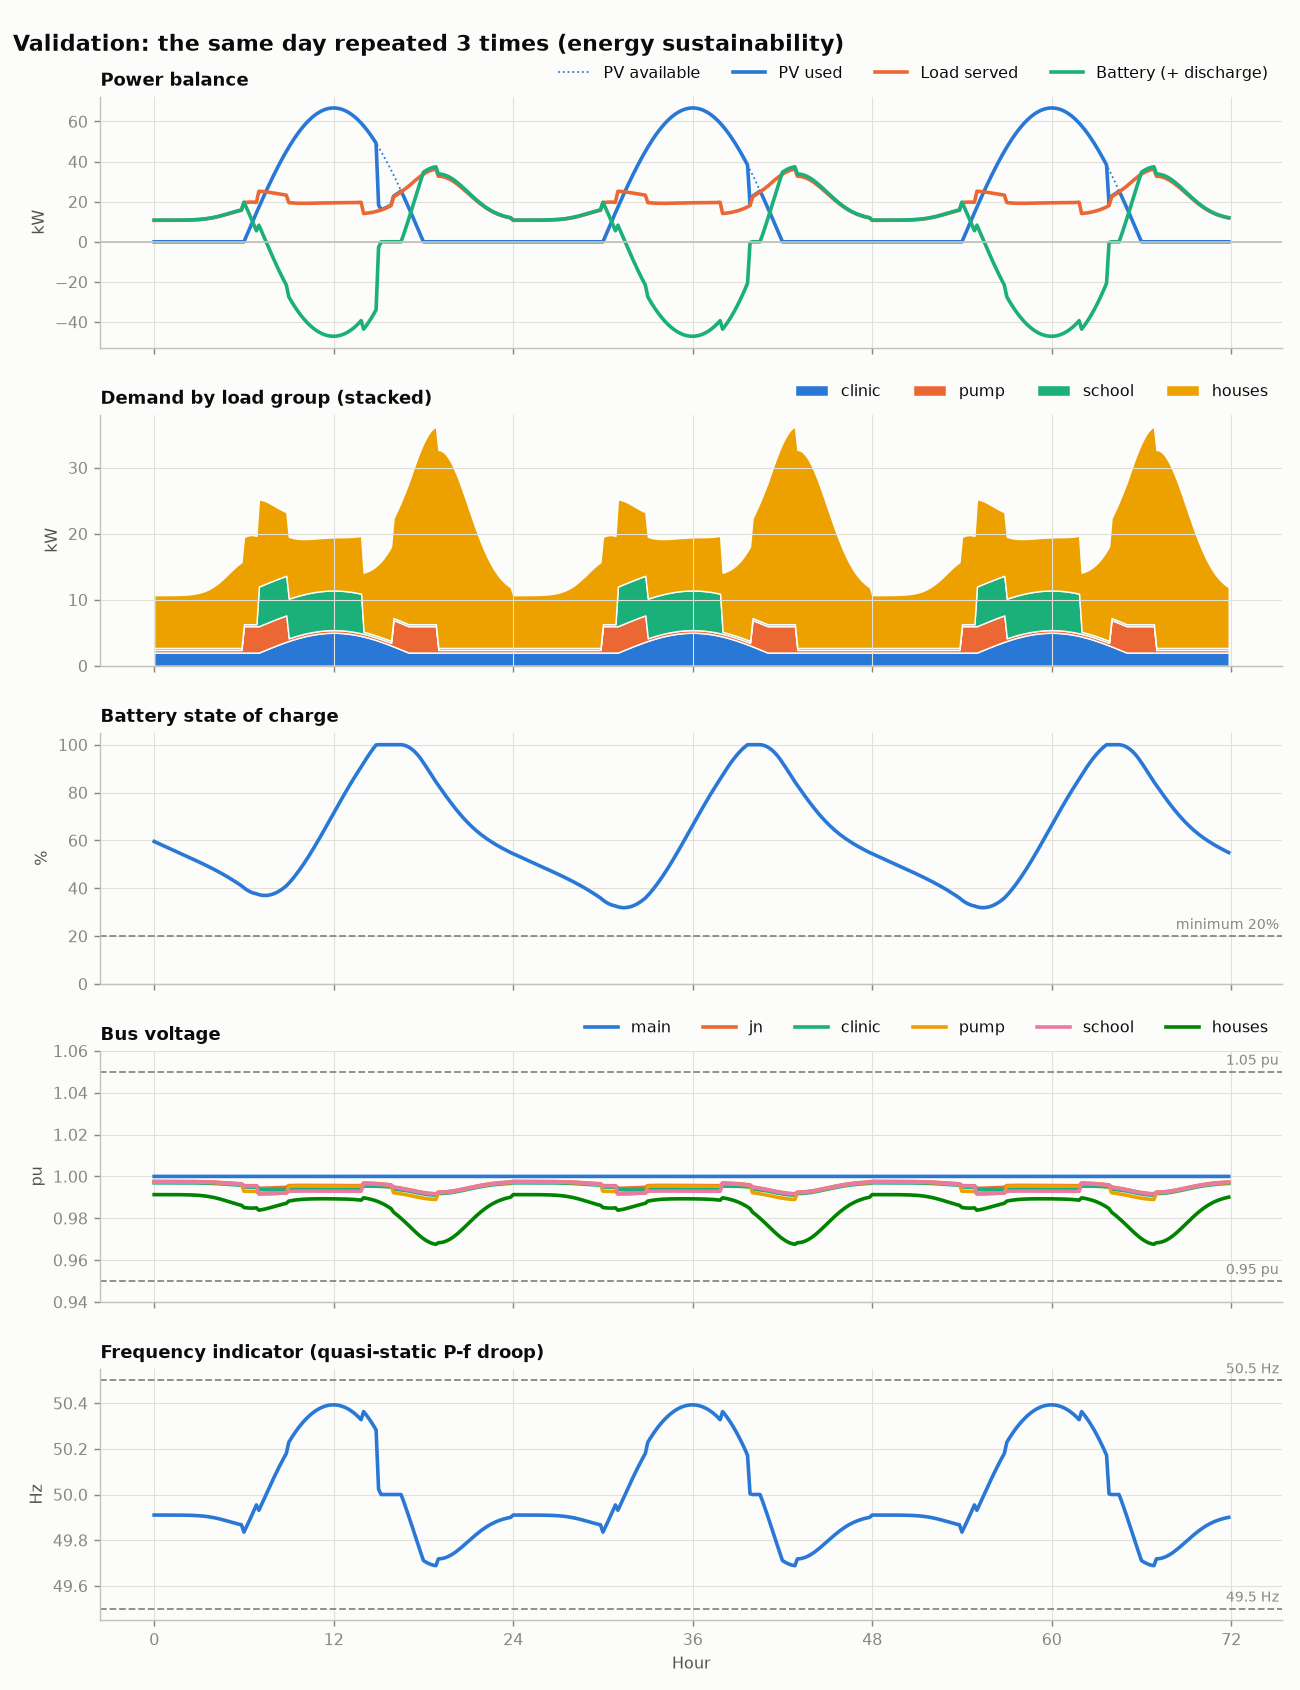 Validation: the same day repeated 3 times (energy sustainability)
Power balance
PV available
PV used
Load served
Battery (+ discharge)
60
40
20
0
−20
−40
kW
Demand by load group (stacked)
clinic
pump
school
houses
30
20
10
0
kW
Battery state of charge
100
80
60
40
20
0
%
minimum 20%
Bus voltage
main
jn
clinic
pump
school
houses
1.06
1.04
1.02
1.00
0.98
0.96
0.94
pu
1.05 pu
0.95 pu
Frequency indicator (quasi-static P-f droop)
50.5 Hz
50.4
50.2
50.0
49.8
49.6
Hz
49.5 Hz
0
12
24
36
48
60
72
Hour